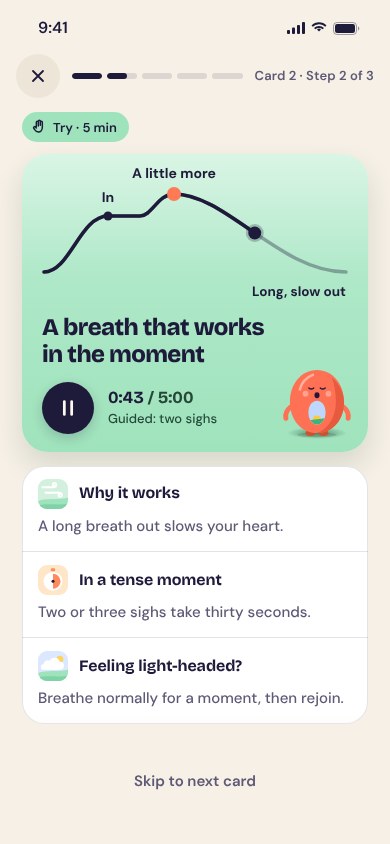 9:41
Card 2 · Step 2 of 3
Try · 5 min
A little more
In
Long, slow out
A breath that works
in the moment
0:43 / 5:00
Guided: two sighs
Why it works
A long breath out slows your heart.
In a tense moment
Two or three sighs take thirty seconds.
Feeling light-headed?
Breathe normally for a moment, then rejoin.
Skip to next card